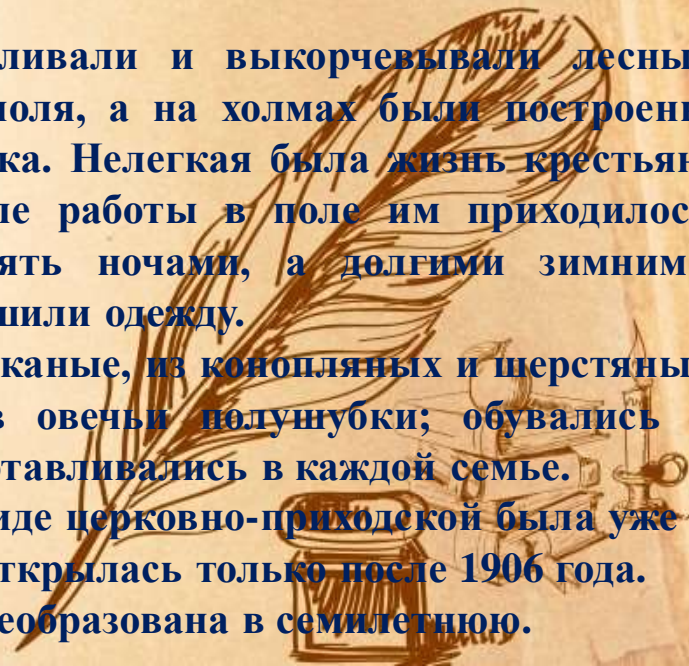 ливали и выкорчевывали лесны
поля, а на холмах были построен
ка. Нелегкая была жизнь крестьян
ые работы в поле им приходилос
ять ночами, а долгими зимним
шили одежду.
каные, из конопляных и шерстяны
в овечьи полушубки; обувались
отавливались в каждой семье.
иде церковно-приходской была уже
ткрылась только после 1906 года.
еобразована в семилетнюю.